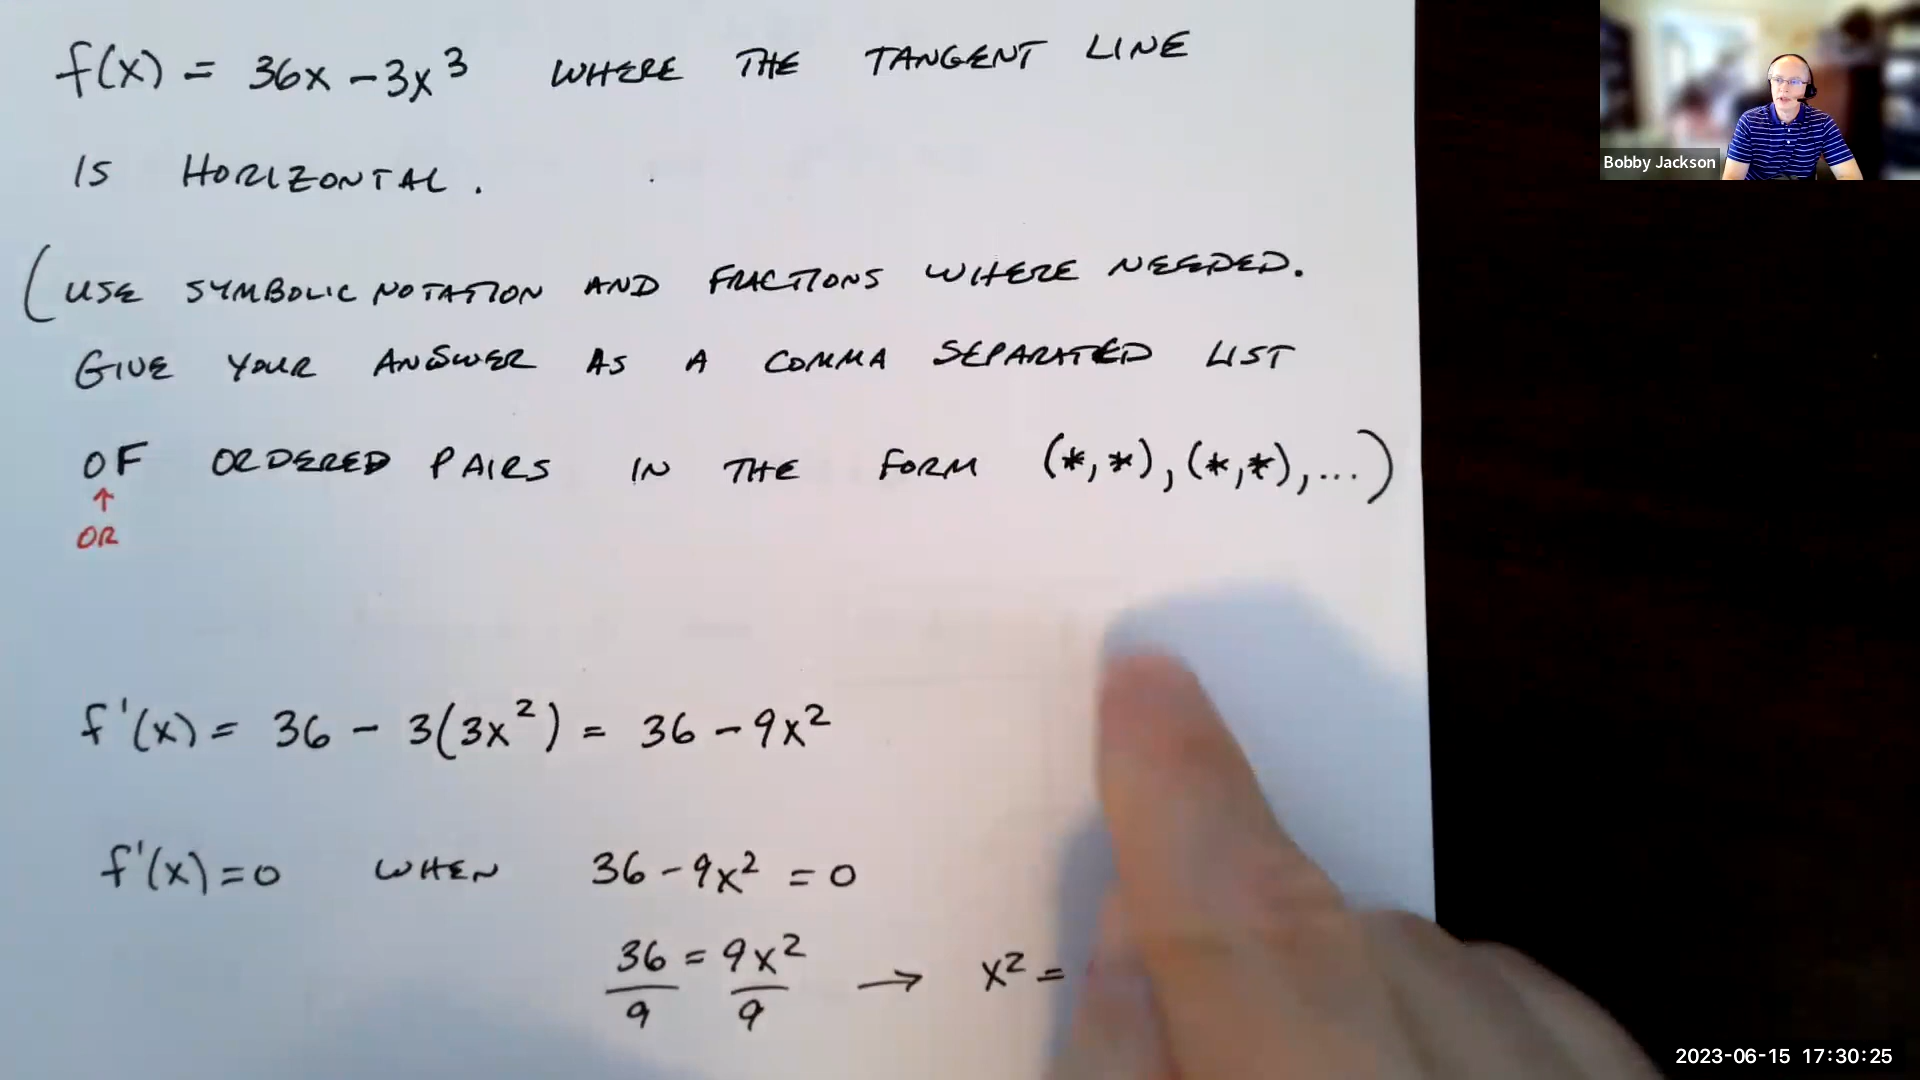 f(x) = 36x - 3x³ WHERE THE TANGENT LINE
IS HORIZONTAL.
(USE SYMBOLIC NOTATION AND FRACTIONS WHERE NEEDED.
GIVE YOUR ANSWER AS A COMMA SEPARATED LIST
OF ORDERED PAIRS IN THE FORM (*,*), (*,*), ...)
↑
OR
f'(x) = 36 - 3(3x²) = 36 - 9x²
f'(x) = 0 WHEN 36 - 9x² = 0
36 = 9x² → x² =
9 9
Bobby Jackson
2023-06-15 17:30:25